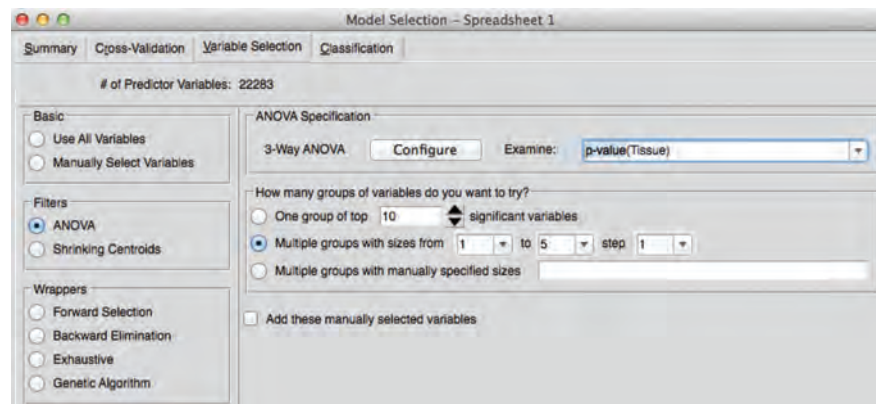 Model Selection – Spreadsheet 1
Summary Cross-Validation Variable Selection Classification
# of Predictor Variables: 22283
Basic
Use All Variables
Manually Select Variables
Filters
ANOVA
Shrinking Centroids
Wrappers
Forward Selection
Backward Elimination
Exhaustive
Genetic Algorithm
ANOVA Specification
3-Way ANOVA Configure Examine: p-value(Tissue)
How many groups of variables do you want to try?
One group of top 10 significant variables
Multiple groups with sizes from 1 to 5 step 1
Multiple groups with manually specified sizes
Add these manually selected variables